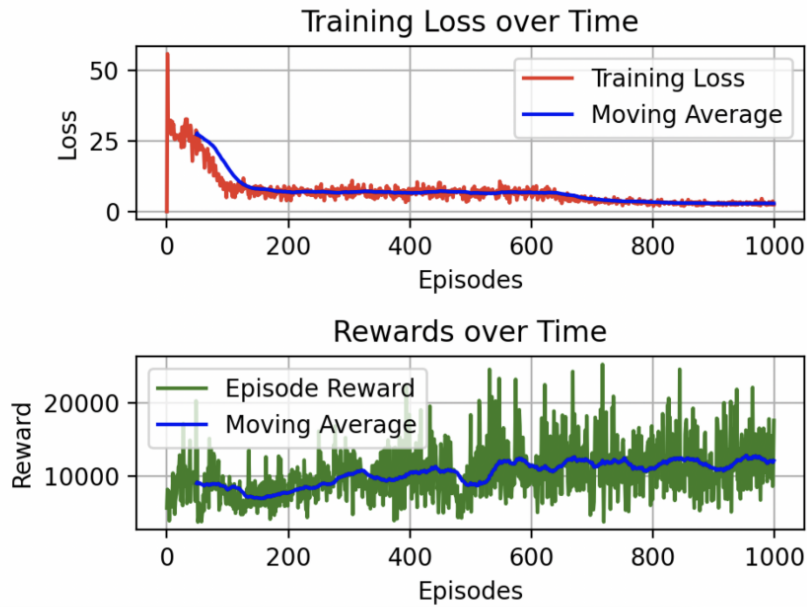 Training Loss over Time
50
25
0
Loss
Training Loss
Moving Average
0 200 400 600 800 1000
Episodes
Rewards over Time
20000
10000
Reward
Episode Reward
Moving Average
0 200 400 600 800 1000
Episodes